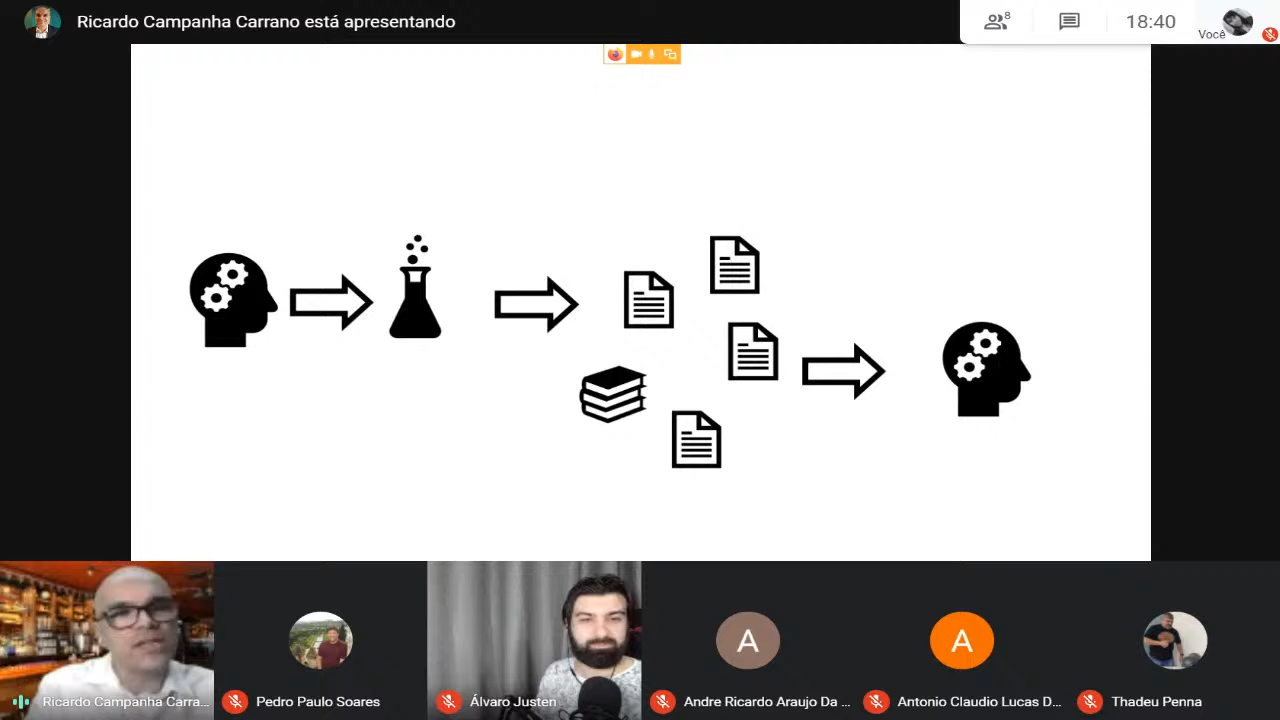 Ricardo Campanha Carrano está apresentando
8
18:40
Você
Ricardo Campanha Carra...
Pedro Paulo Soares
Álvaro Justen
A
Andre Ricardo Araujo Da ...
A
Antonio Claudio Lucas D...
Thadeu Penna